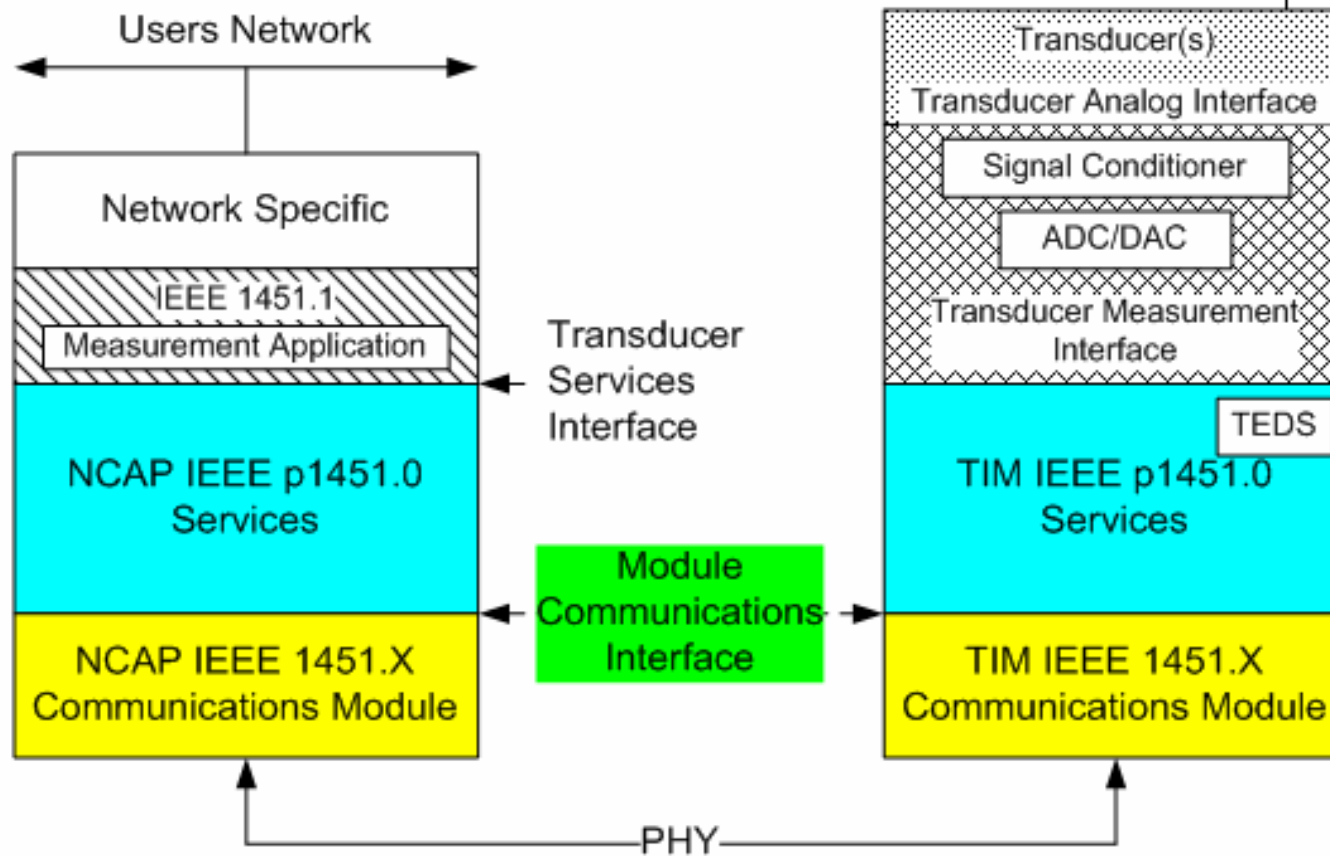 Users Network
Network Specific
IEEE 1451.1
Measurement Application
NCAP IEEE p1451.0
Services
NCAP IEEE 1451.X
Communications Module
Transducer
Services
Interface
Module
Communications
Interface
PHY
Transducer(s)
Transducer Analog Interface
Signal Conditioner
ADC/DAC
Transducer Measurement
Interface
TEDS
TIM IEEE p1451.0
Services
TIM IEEE 1451.X
Communications Module